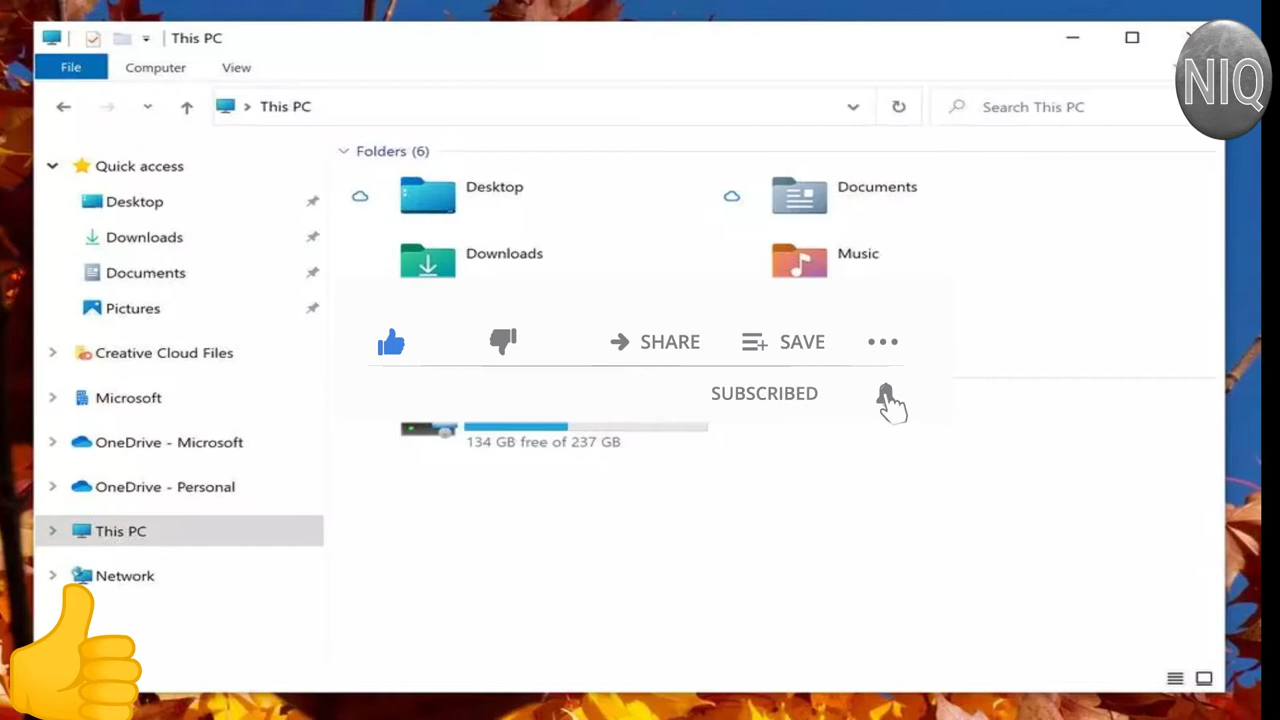 This PC
File Computer View
This PC
Search This PC
NIQ
Quick access
Desktop
Downloads
Documents
Pictures
Creative Cloud Files
Microsoft
OneDrive - Microsoft
OneDrive - Personal
This PC
Network
Folders (6)
Desktop
Documents
Downloads
Music
SHARE
SAVE
SUBSCRIBED
134 GB free of 237 GB